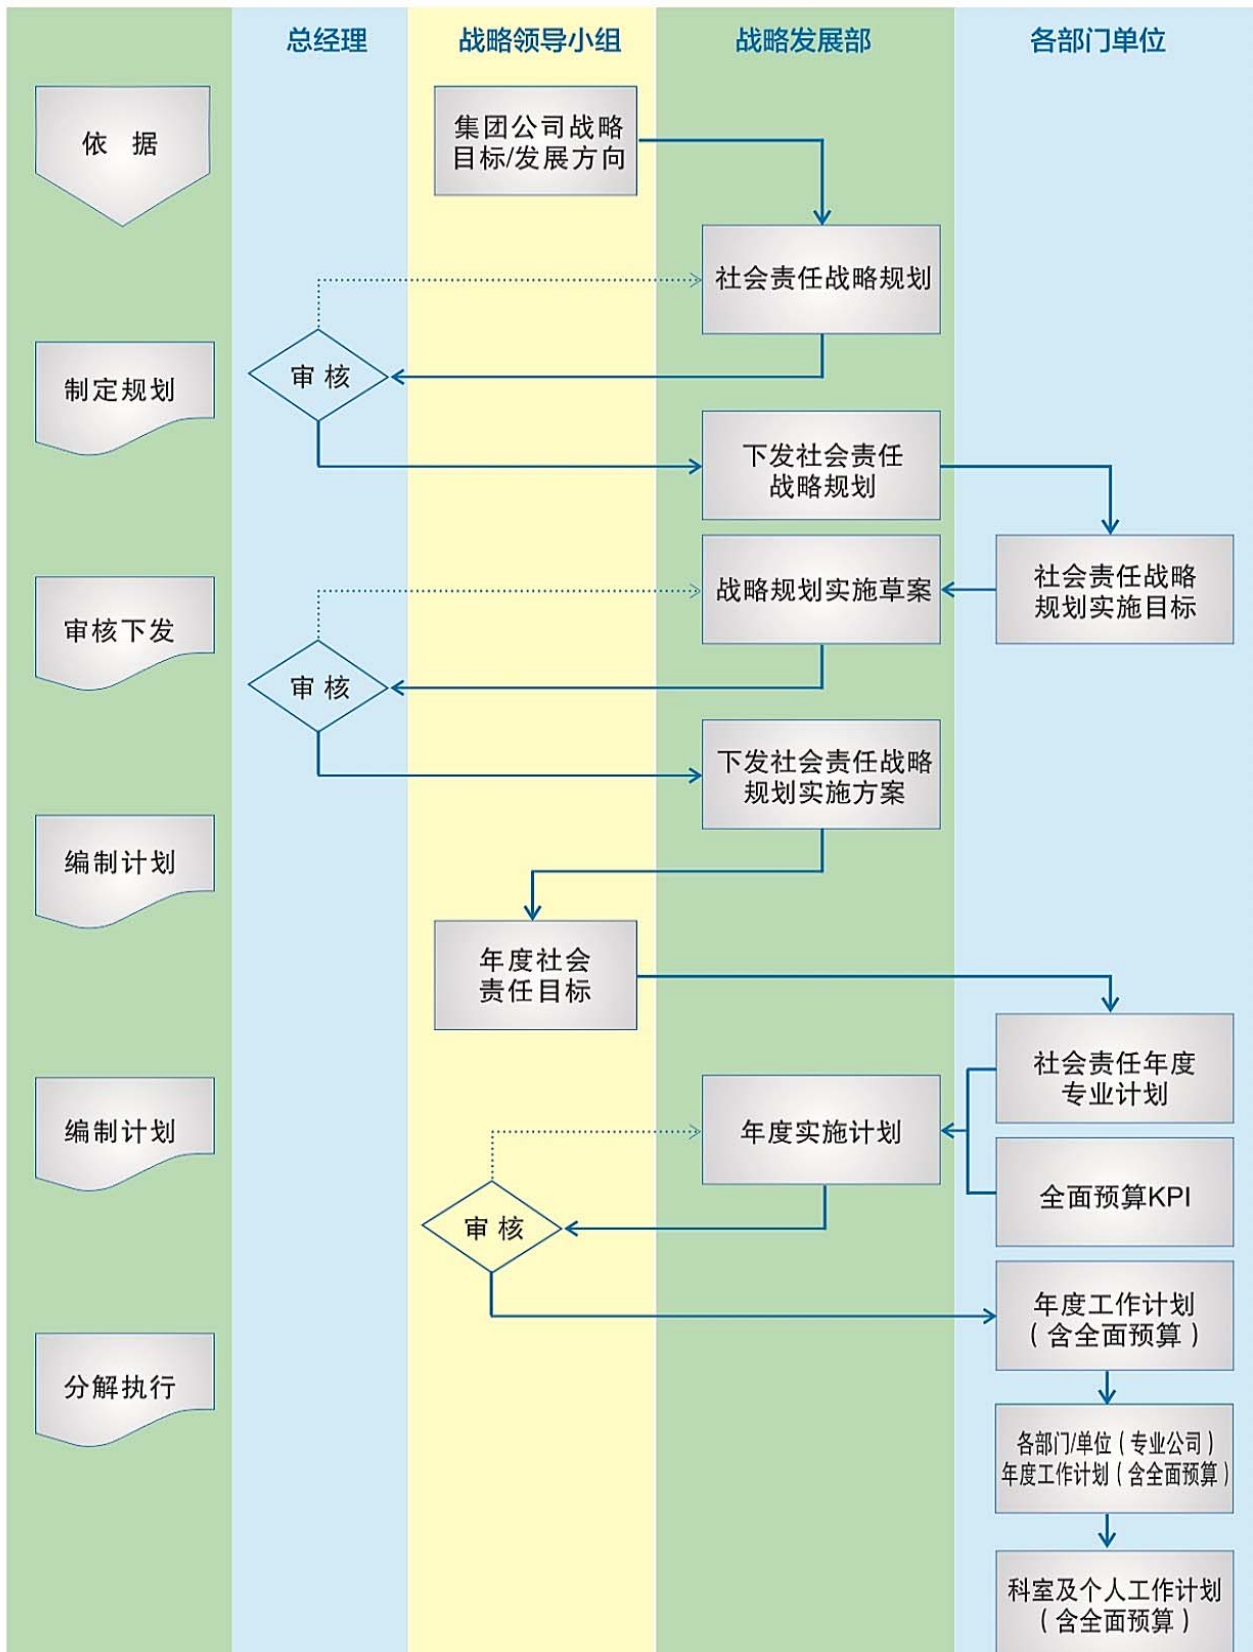 总经理
战略领导小组
战略发展部
各部门单位
依 据
集团公司战略
目标/发展方向
社会责任战略规划
制定规划
审 核
下发社会责任
战略规划
审核下发
战略规划实施草案
社会责任战略
规划实施目标
审 核
下发社会责任战略
规划实施方案
编制计划
年度社会
责任目标
社会责任年度
专业计划
编制计划
年度实施计划
全面预算KPI
审 核
年度工作计划
（含全面预算）
分解执行
各部门/单位（专业公司）
年度工作计划（含全面预算）
科室及个人工作计划
（含全面预算）